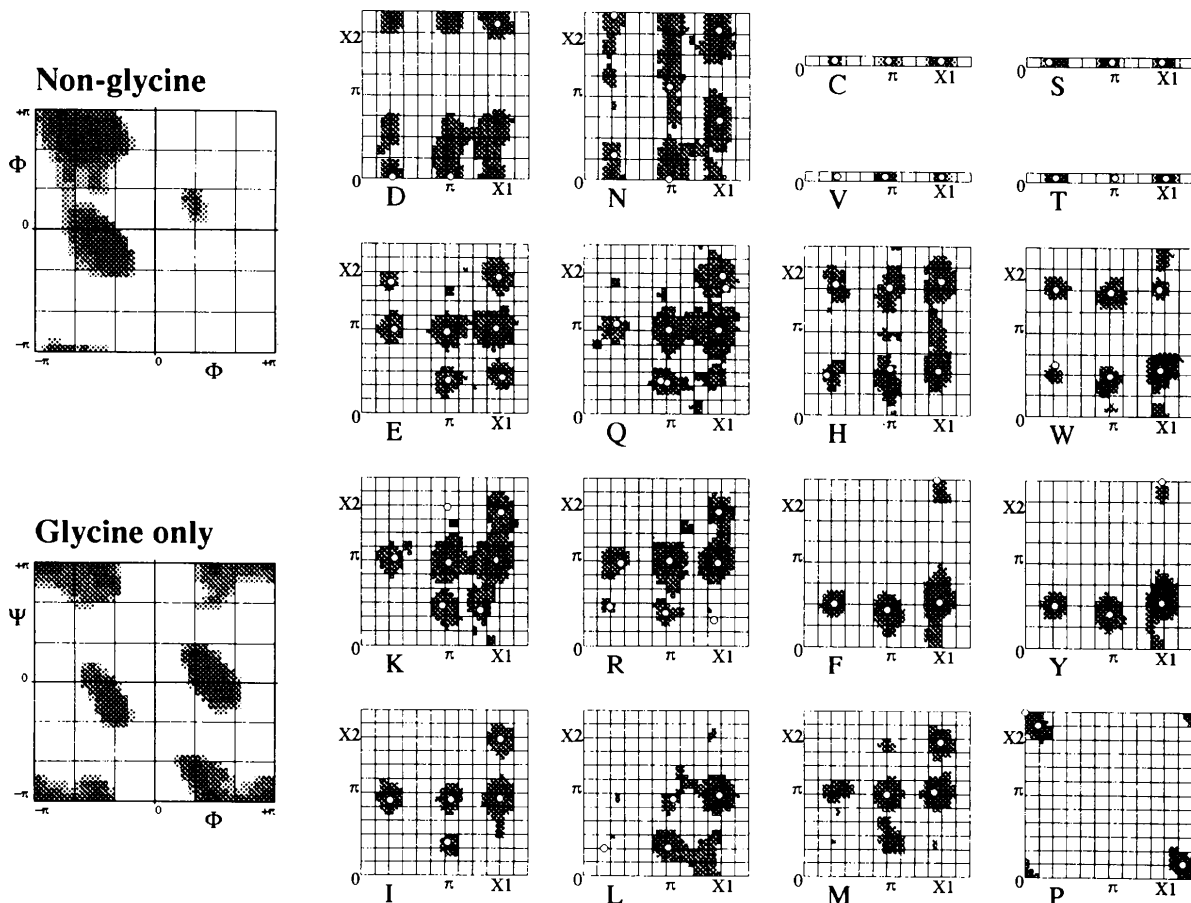 Non-glycine
+π
Φ
0
−π
−π 0 +π
Φ
Glycine only
+π
Ψ
0
−π
−π 0 +π
Φ
X2
π
0
π X1
D
X2
π
0
π X1
N
0
π X1
C
0
π X1
S
0
π X1
V
0
π X1
T
X2
π
0
π X1
E
X2
π
0
π X1
Q
X2
π
0
π X1
H
X2
π
0
π X1
W
X2
π
0
π X1
K
X2
π
0
π X1
R
X2
π
0
π X1
F
X2
π
0
π X1
Y
X2
π
0
π X1
I
X2
π
0
π X1
L
X2
π
0
π X1
M
X2
π
0
π X1
P